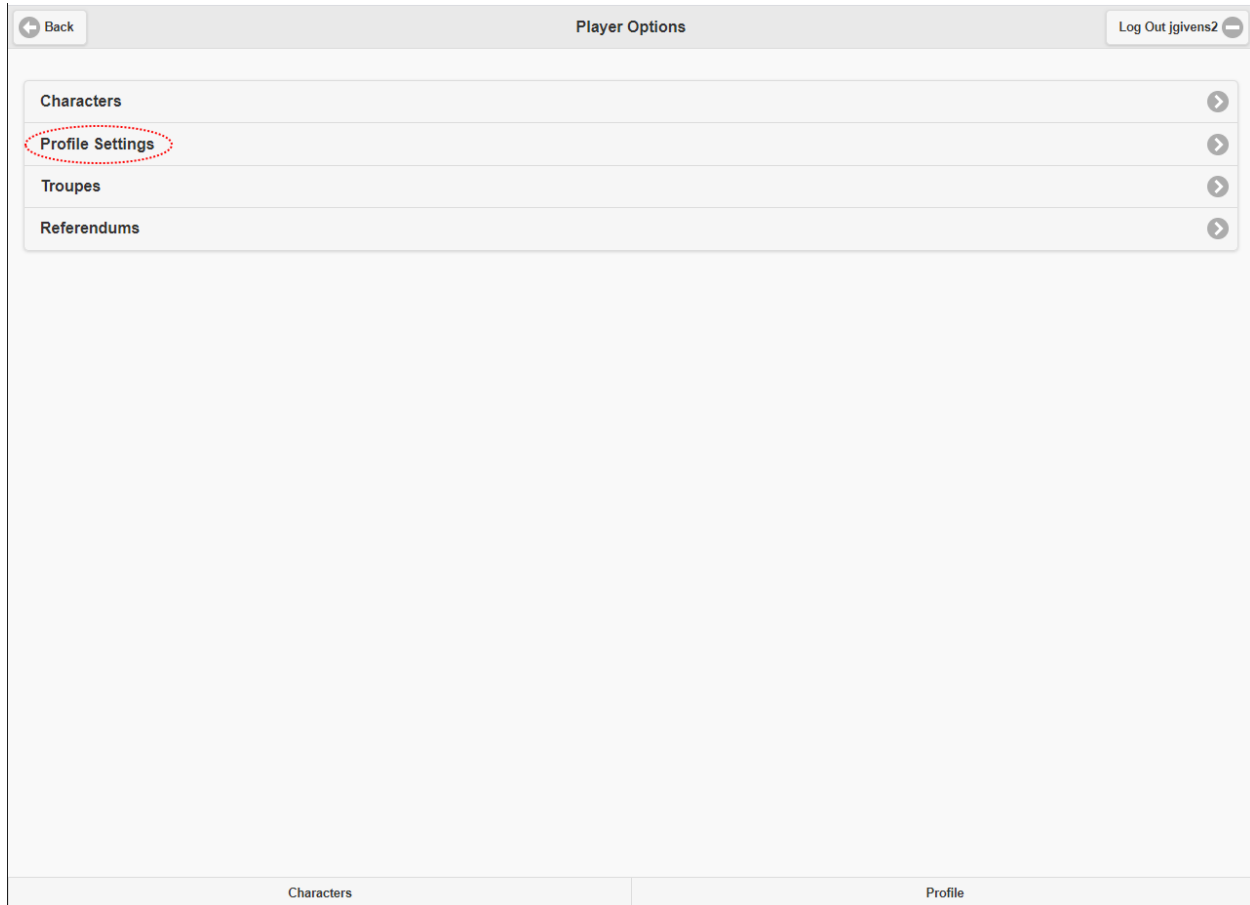 Back
Player Options
Log Out jgivens2
Characters
Profile Settings
Troupes
Referendums
Characters
Profile